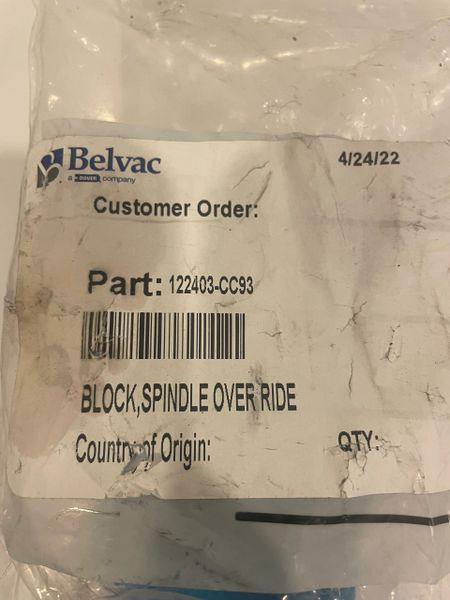 Belvac
a DOVER company
4/24/22
Customer Order:
Part: 122403-CC93
BLOCK,SPINDLE OVER RIDE
Country of Origin:
QTY: